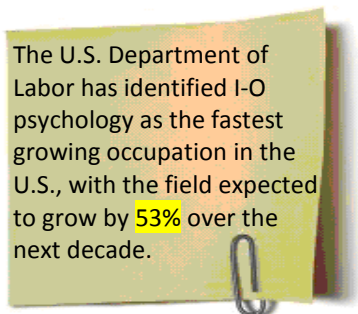 The U.S. Department of
Labor has identified I-O
psychology as the fastest
growing occupation in the
U.S., with the field expected
to grow by 53% over the
next decade.